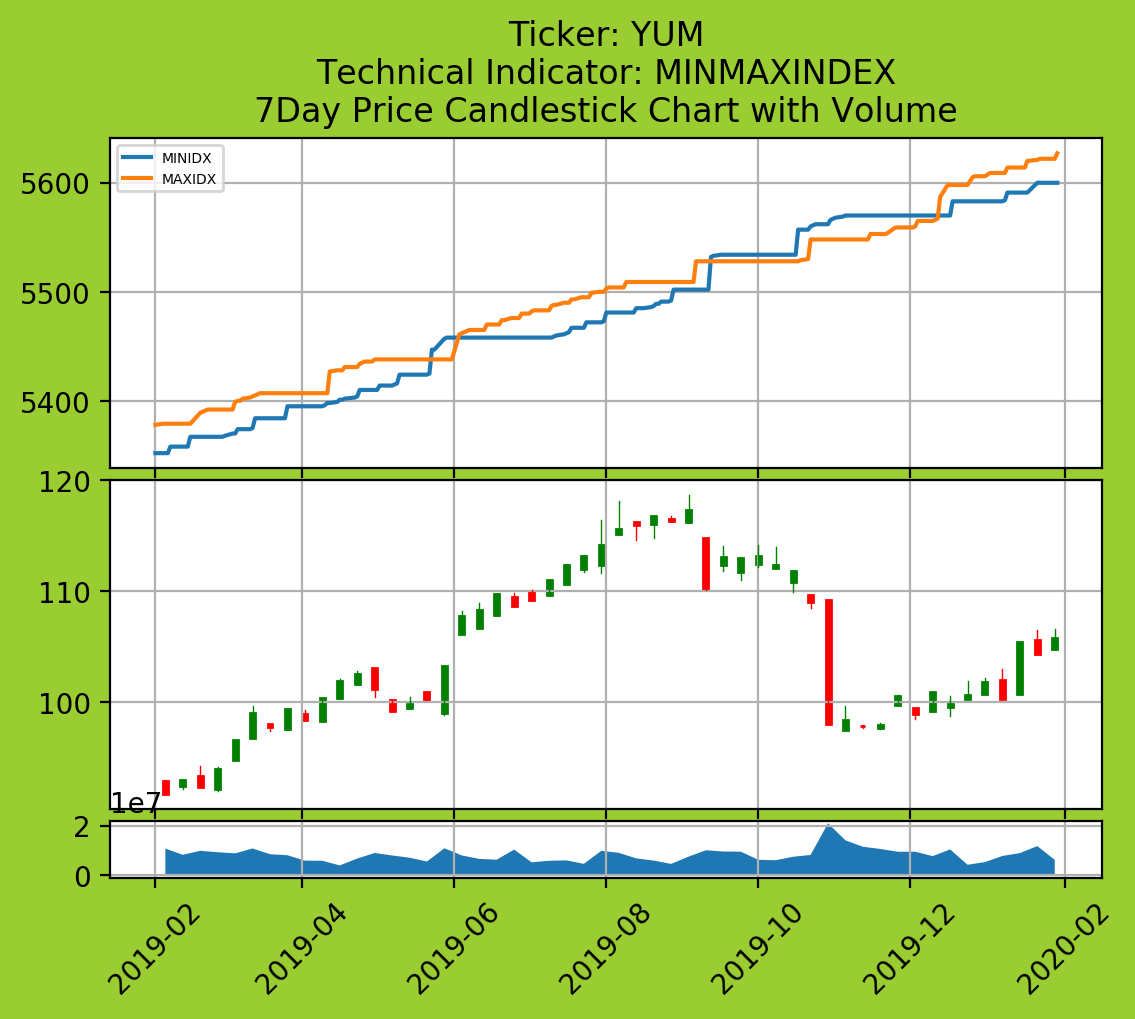 Ticker: YUM
Technical Indicator: MINMAXINDEX
7Day Price Candlestick Chart with Volume
MINIDX
MAXIDX
5600
5500
5400
120
110
100
1e7
2
0
2019-02
2019-04
2019-06
2019-08
2019-10
2019-12
2020-02